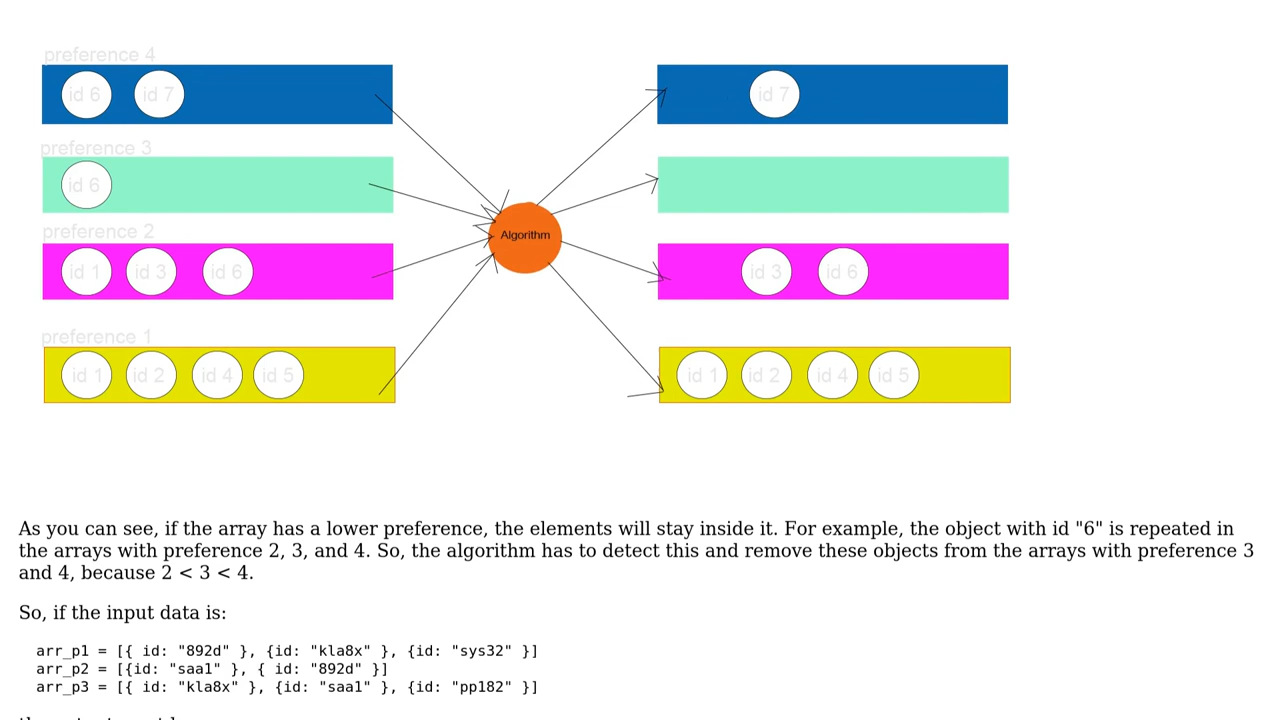 preference 4
id 6 id 7
id 7
preference 3
id 6
preference 2
id 1 id 3 id 6
id 3 id 6
Algorithm
preference 1
id 1 id 2 id 4 id 5
id 1 id 2 id 4 id 5
As you can see, if the array has a lower preference, the elements will stay inside it. For example, the object with id "6" is repeated in
the arrays with preference 2, 3, and 4. So, the algorithm has to detect this and remove these objects from the arrays with preference 3
and 4, because 2 < 3 < 4.
So, if the input data is:
arr_p1 = [{ id: "892d" }, {id: "kla8x" }, {id: "sys32" }]
arr_p2 = [{id: "saa1" }, { id: "892d" }]
arr_p3 = [{ id: "kla8x" }, {id: "saa1" }, {id: "pp182" }]